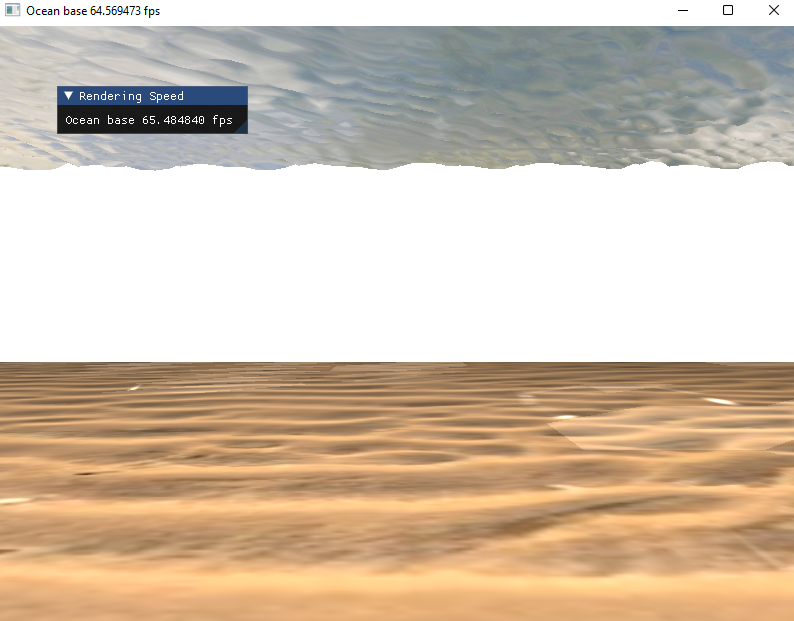 Ocean base 64.569473 fps
Rendering Speed
Ocean base 65.484840 fps